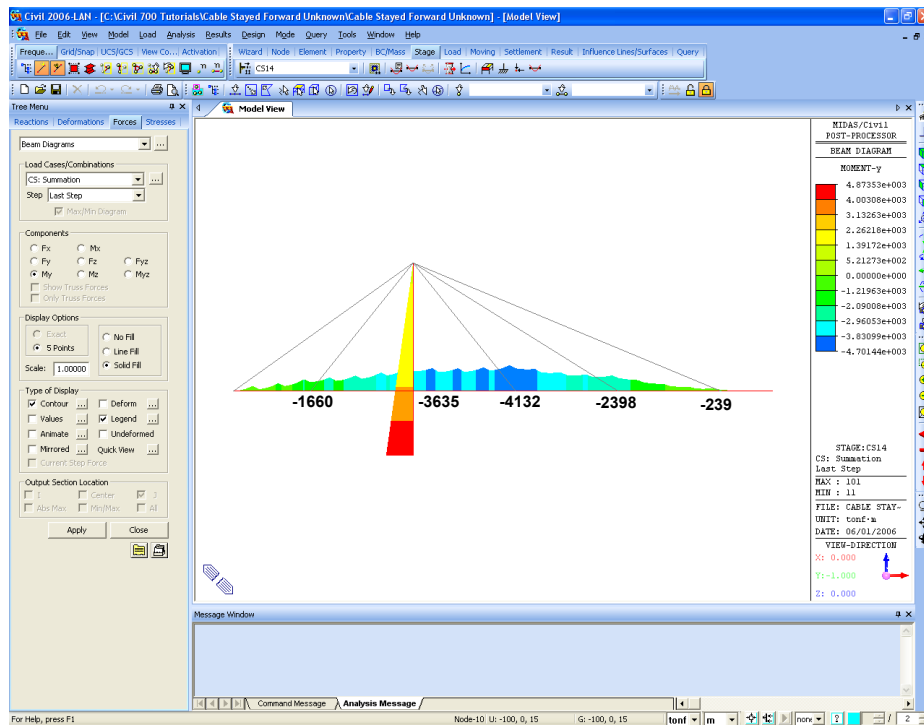 Civil 2006-LAN - [C:\Civil 700 Tutorials\Cable Stayed Forward Unknown\Cable Stayed Forward Unknown] - [Model View]
File Edit View Model Load Analysis Results Design Mode Query Tools Window Help
Freque... Grid/Snap UCS/GCS View Co... Activation
Wizard Node Element Property BC/Mass Stage Load Moving Settlement Result Influence Lines/Surfaces Query
CS14
Tree Menu
Model View
Reactions Deformations Forces Stresses
Beam Diagrams ...
Load Cases/Combinations
CS: Summation ...
Step Last Step
Max/Min Diagram
Components
Fx Mx
Fy Fz Fyz
My Mz Myz
Show Truss Forces
Only Truss Forces
Display Options
Exact
5 Points
No Fill
Line Fill
Solid Fill
Scale: 1.00000
Type of Display
Contour ... Deform ...
Values ... Legend ...
Animate ... Undeformed
Mirrored ... Quick View ...
Current Step Force
Output Section Location
I Center J
Abs Max Min/Max All
Apply Close
-1660 -3635 -4132 -2398 -239
MIDAS/Civil
POST-PROCESSOR
BEAM DIAGRAM
MOMENT-y
4.87353e+003
4.00308e+003
3.13263e+003
2.26218e+003
1.39172e+003
5.21273e+002
0.00000e+000
-1.21963e+003
-2.09008e+003
-2.96053e+003
-3.83099e+003
-4.70144e+003
STAGE:CS14
CS: Summation
Last Step
MAX : 101
MIN : 11
FILE: CABLE STAY~
UNIT: tonf·m
DATE: 06/01/2006
VIEW-DIRECTION
X: 0.000
Y:-1.000
Z: 0.000
Message Window
Command Message Analysis Message
For Help, press F1
Node-10 U: -100, 0, 15 G: -100, 0, 15 tonf m non 2